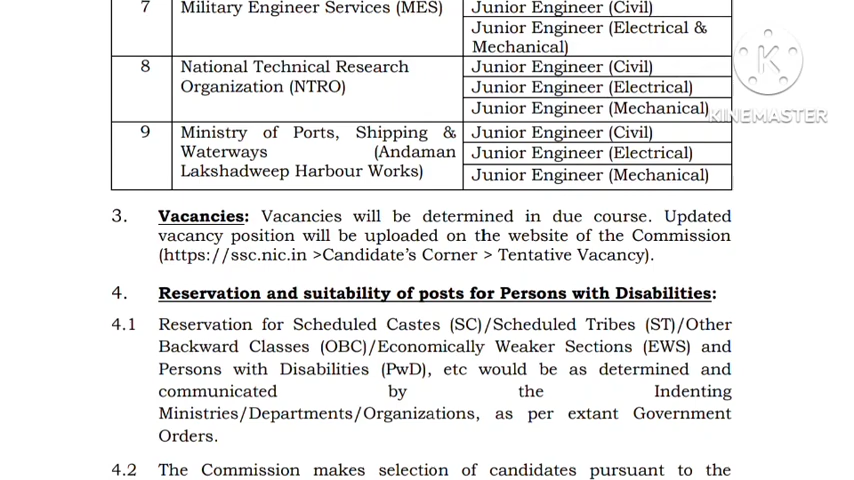 7 Military Engineer Services (MES) Junior Engineer (Civil)
Junior Engineer (Electrical &
Mechanical)
8 National Technical Research Organization (NTRO) Junior Engineer (Civil)
Junior Engineer (Electrical)
Junior Engineer (Mechanical)
K
KINEMASTER
9 Ministry of Ports, Shipping & Junior Engineer (Civil)
Waterways (Andaman Junior Engineer (Electrical)
Lakshadweep Harbour Works) Junior Engineer (Mechanical)
3. Vacancies: Vacancies will be determined in due course. Updated
vacancy position will be uploaded on the website of the Commission
(https://ssc.nic.in >Candidate's Corner > Tentative Vacancy).
4. Reservation and suitability of posts for Persons with Disabilities:
4.1 Reservation for Scheduled Castes (SC)/Scheduled Tribes (ST)/Other
Backward Classes (OBC)/Economically Weaker Sections (EWS) and
Persons with Disabilities (PwD), etc would be as determined and
communicated by the Indenting
Ministries/Departments/Organizations, as per extant Government
Orders.
4.2 The Commission makes selection of candidates pursuant to the